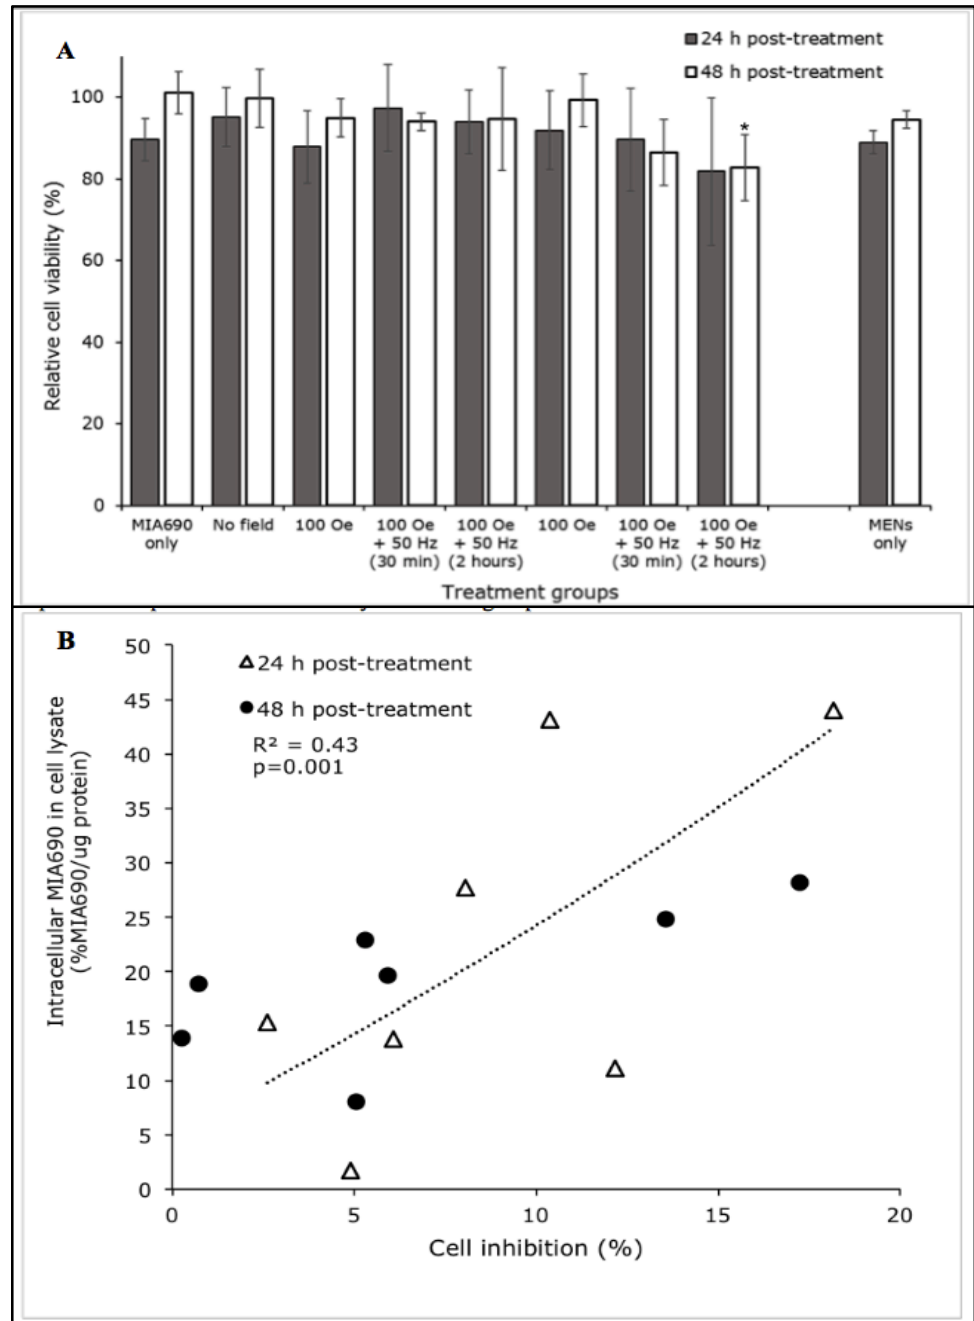 A
24 h post-treatment
48 h post-treatment
Relative cell viability (%)
100
80
60
40
20
0
*
MIA690 only
No field
100 Oe
100 Oe + 50 Hz (30 min)
100 Oe + 50 Hz (2 hours)
100 Oe
100 Oe + 50 Hz (30 min)
100 Oe + 50 Hz (2 hours)
MENs only
Treatment groups
B
24 h post-treatment
48 h post-treatment
R² = 0.43
p=0.001
Intracellular MIA690 in cell lysate
(%MIA690/ug protein)
50
45
40
35
30
25
20
15
10
5
0
0 5 10 15 20
Cell inhibition (%)